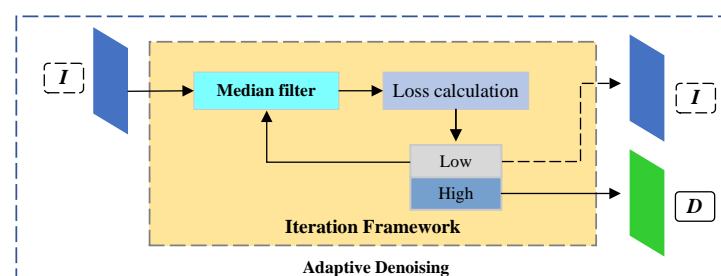 I
Median filter
Loss calculation
I
Low
High
D
Iteration Framework
Adaptive Denoising